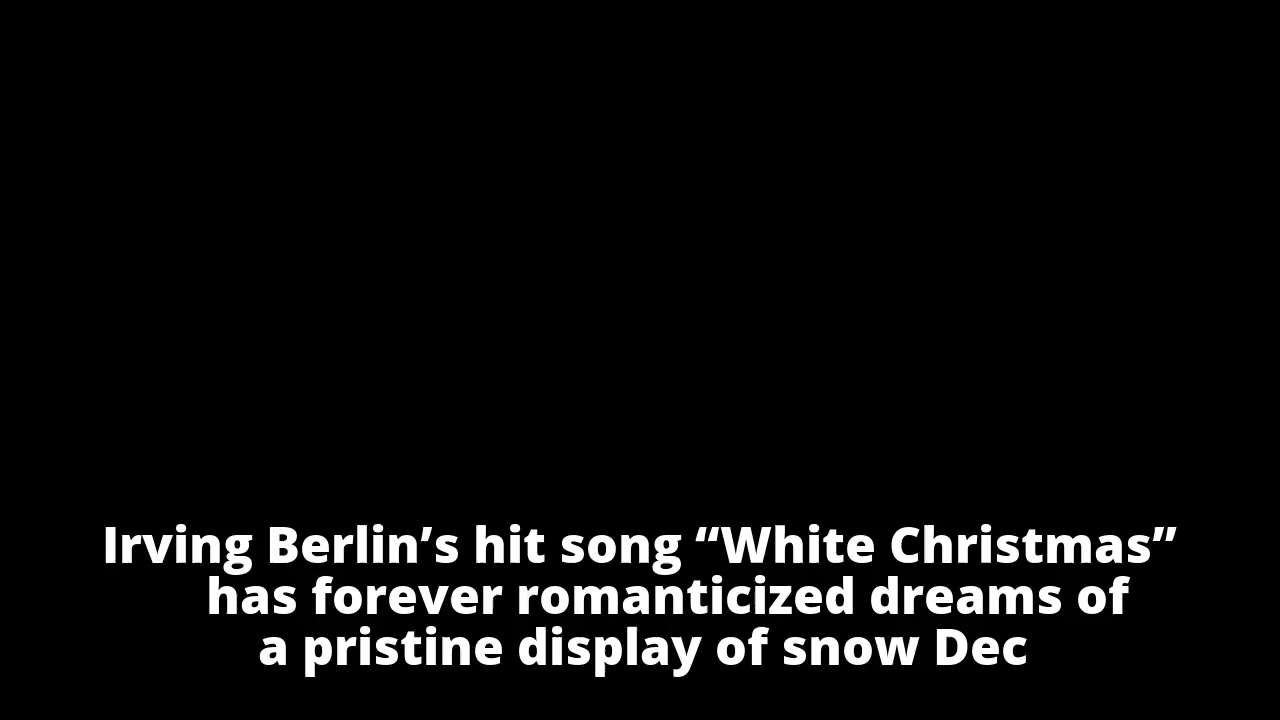 Irving Berlin’s hit song “White Christmas”
has forever romanticized dreams of
a pristine display of snow Dec